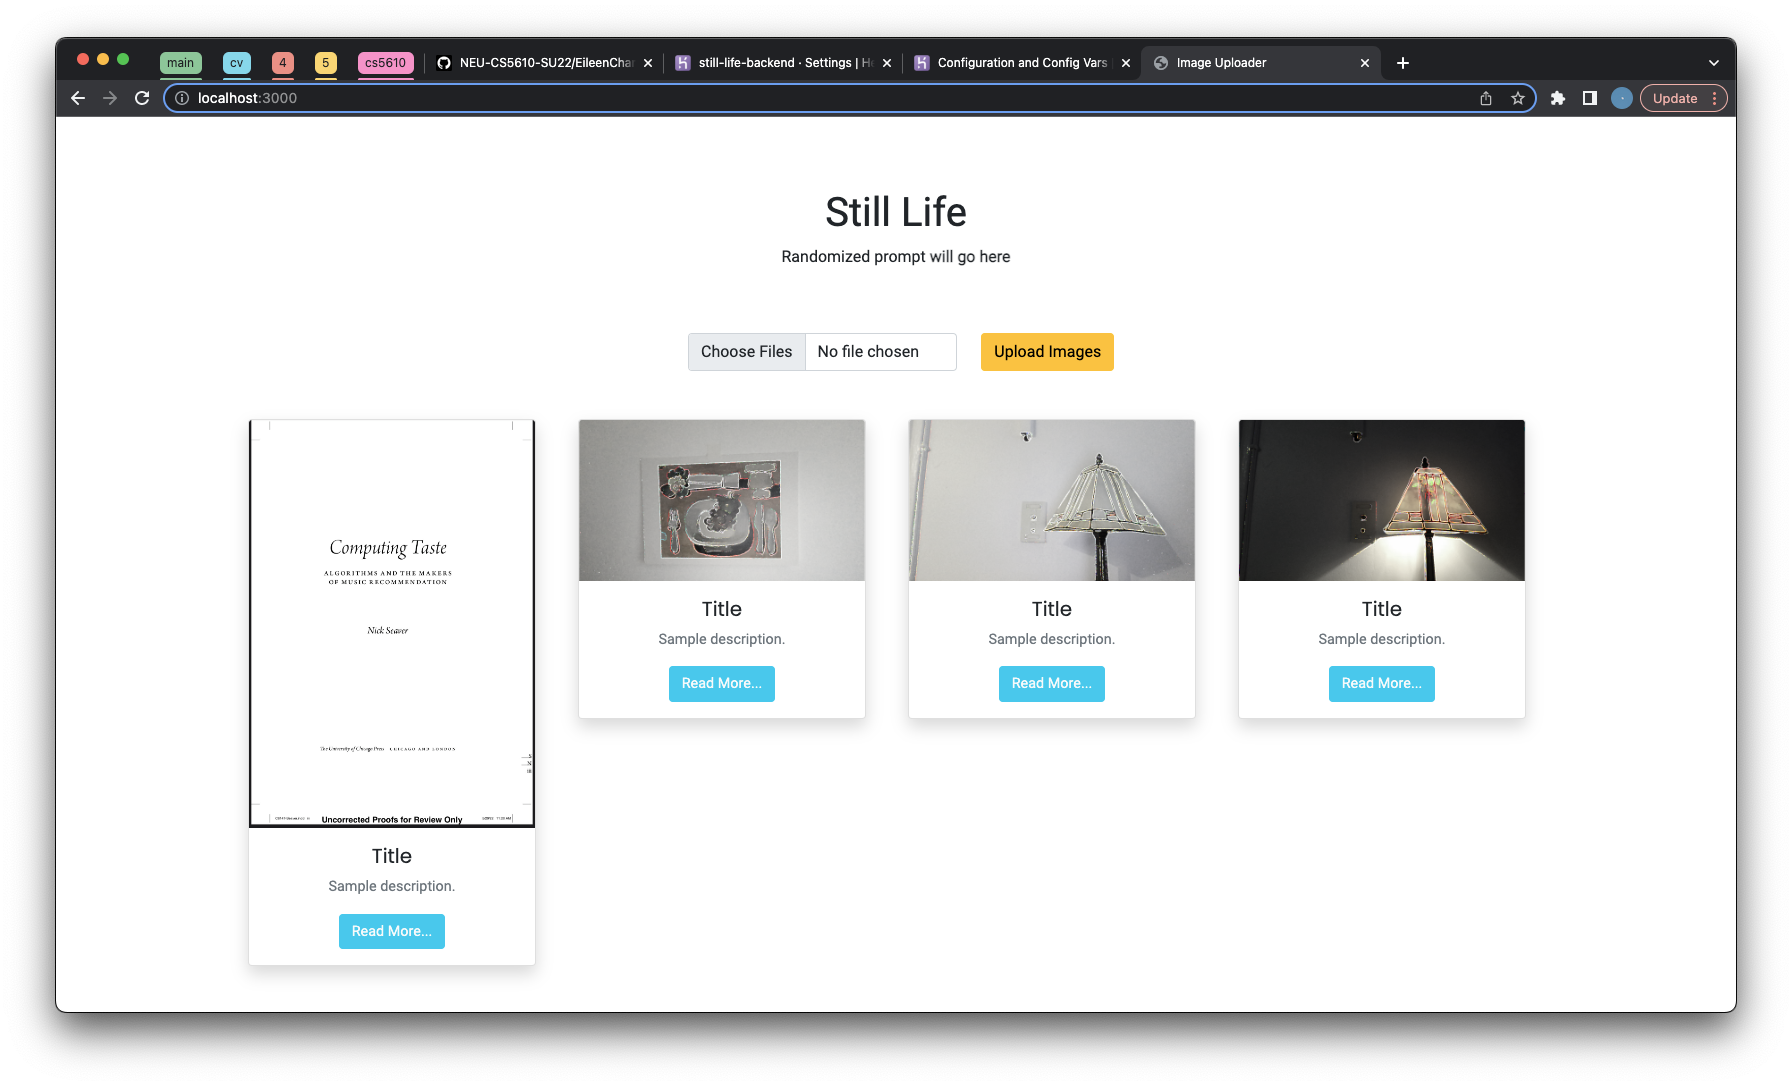 main
cv
4
5
cs5610
NEU-CS5610-SU22/EileenChar
still-life-backend · Settings | He
Configuration and Config Vars
Image Uploader
localhost:3000
Update
Still Life
Randomized prompt will go here
Choose Files
No file chosen
Upload Images
Computing Taste
ALGORITHMS AND THE MAKERS
OF MUSIC RECOMMENDATION
Nick Seaver
The University of Chicago Press CHICAGO AND LONDON
Uncorrected Proofs for Review Only
Title
Sample description.
Read More...
Title
Sample description.
Read More...
Title
Sample description.
Read More...
Title
Sample description.
Read More...